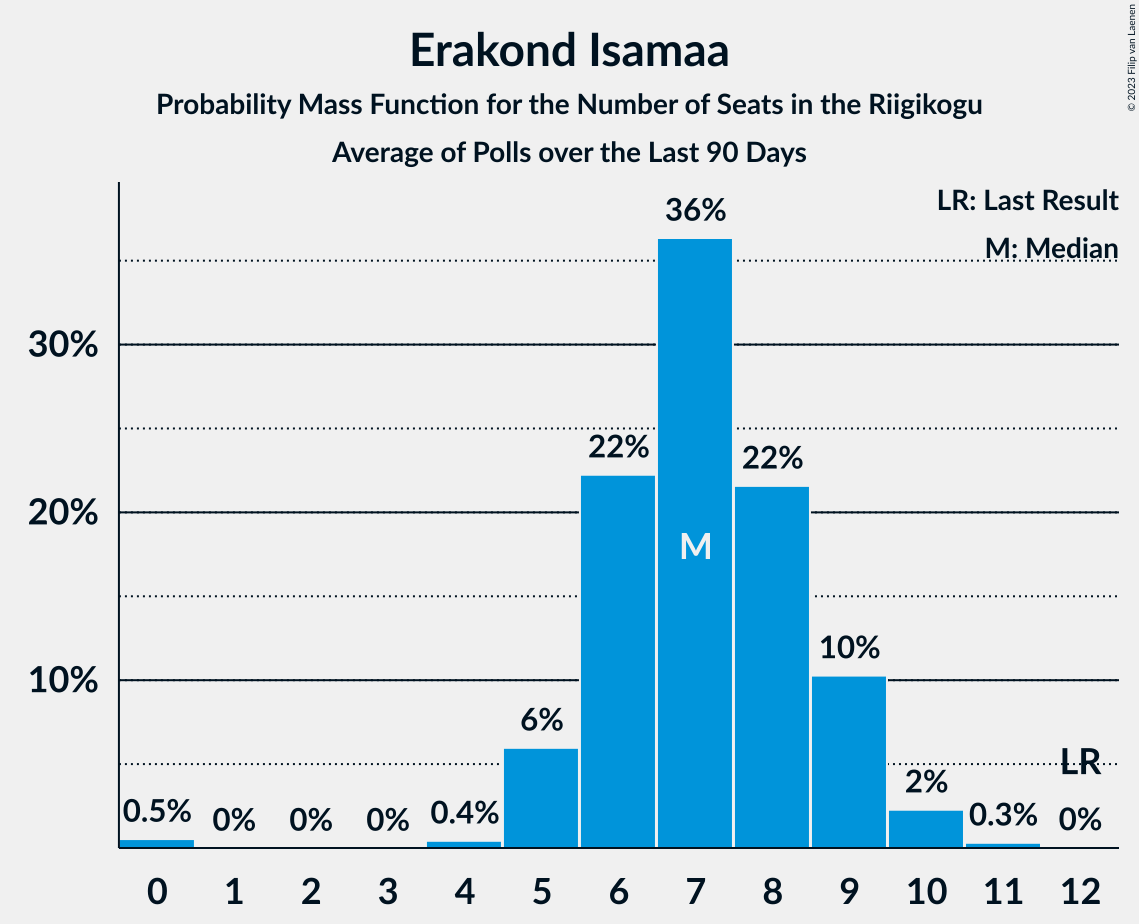 Erakond Isamaa
Probability Mass Function for the Number of Seats in the Riigikogu
Average of Polls over the Last 90 Days
© 2023 Filip van Laenen
LR: Last Result
M: Median
36%
30%
22%
22%
20%
M
10%
10%
6%
LR
0.5%
0%
0%
0%
0.4%
2%
0.3%
0%
0 1 2 3 4 5 6 7 8 9 10 11 12